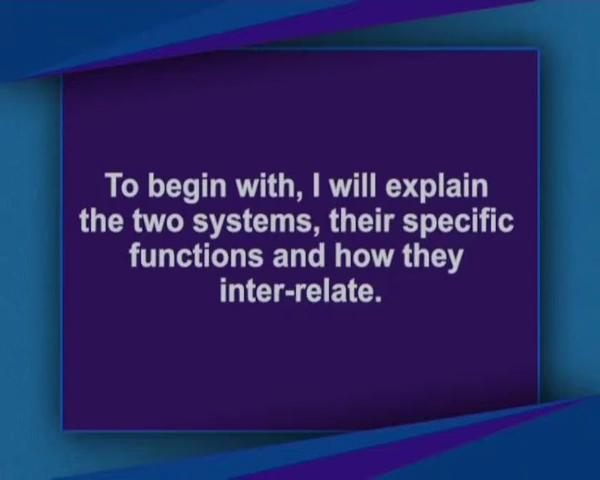 To begin with, I will explain
the two systems, their specific
functions and how they
inter-relate.